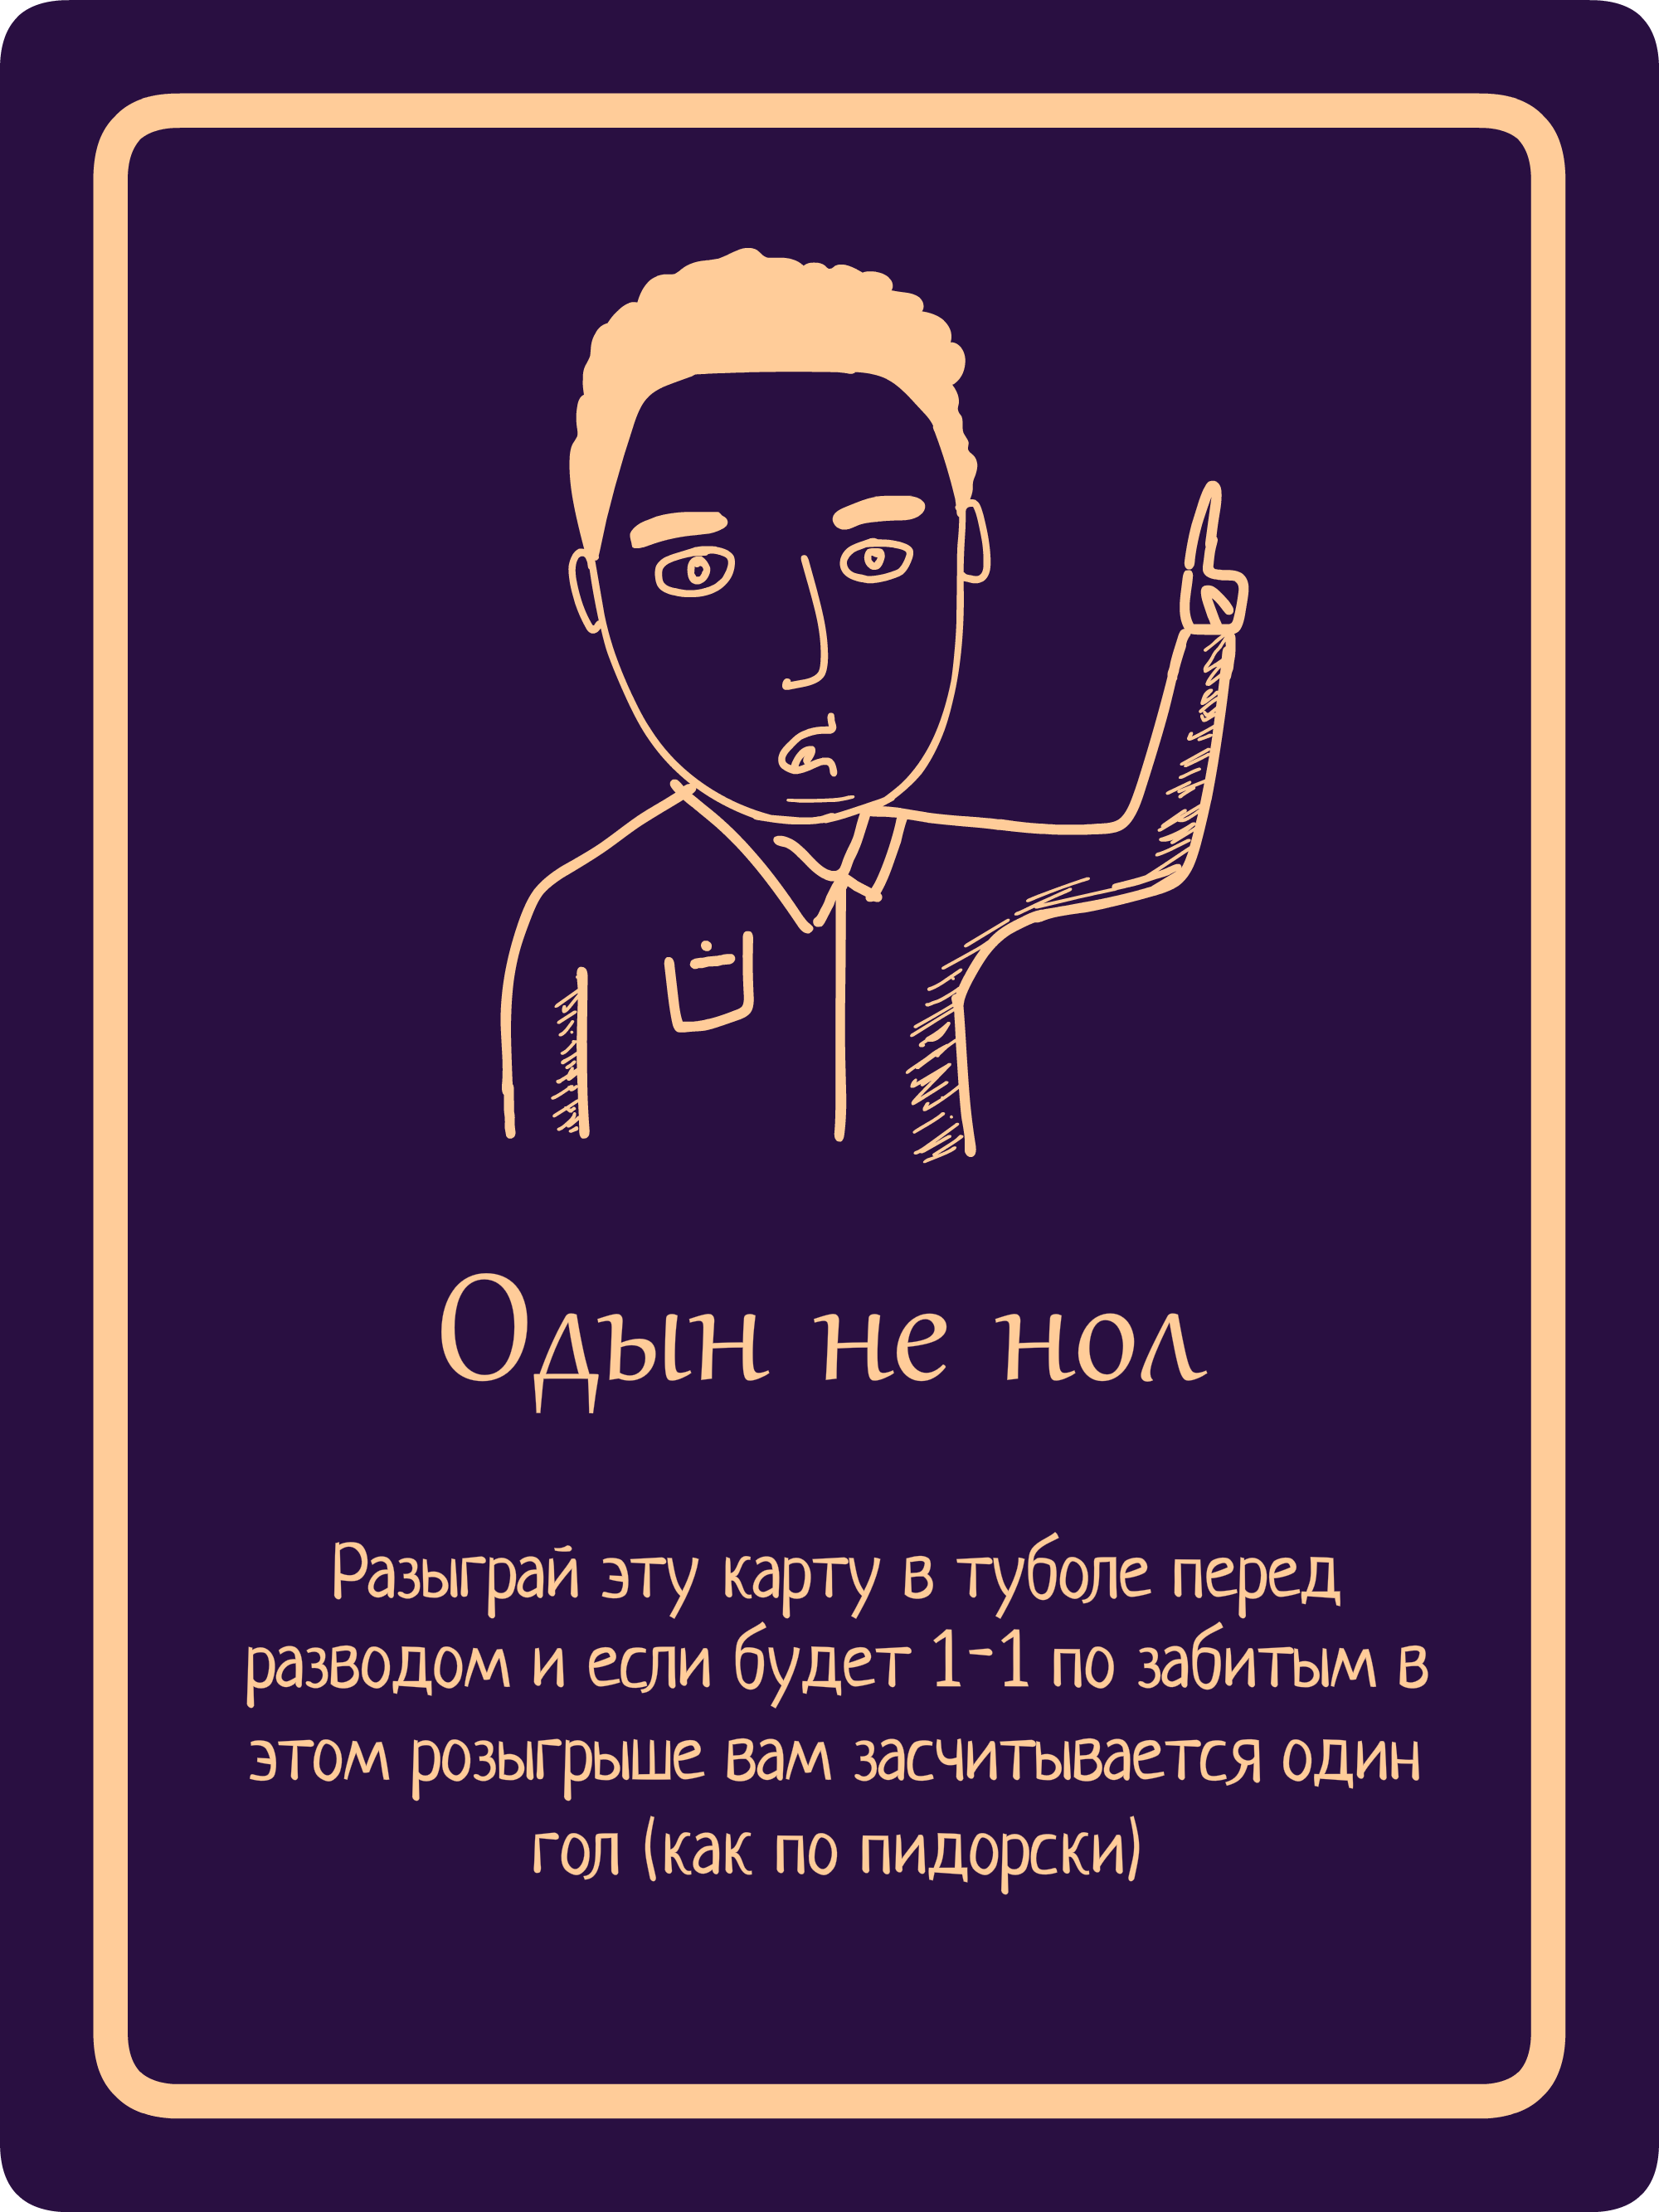 Одын не нол
Разыграй эту карту в туболе перед
разводом и если будет 1-1 по забитым в
этом розыгрыше вам засчитывается один
гол (как по пидорски)